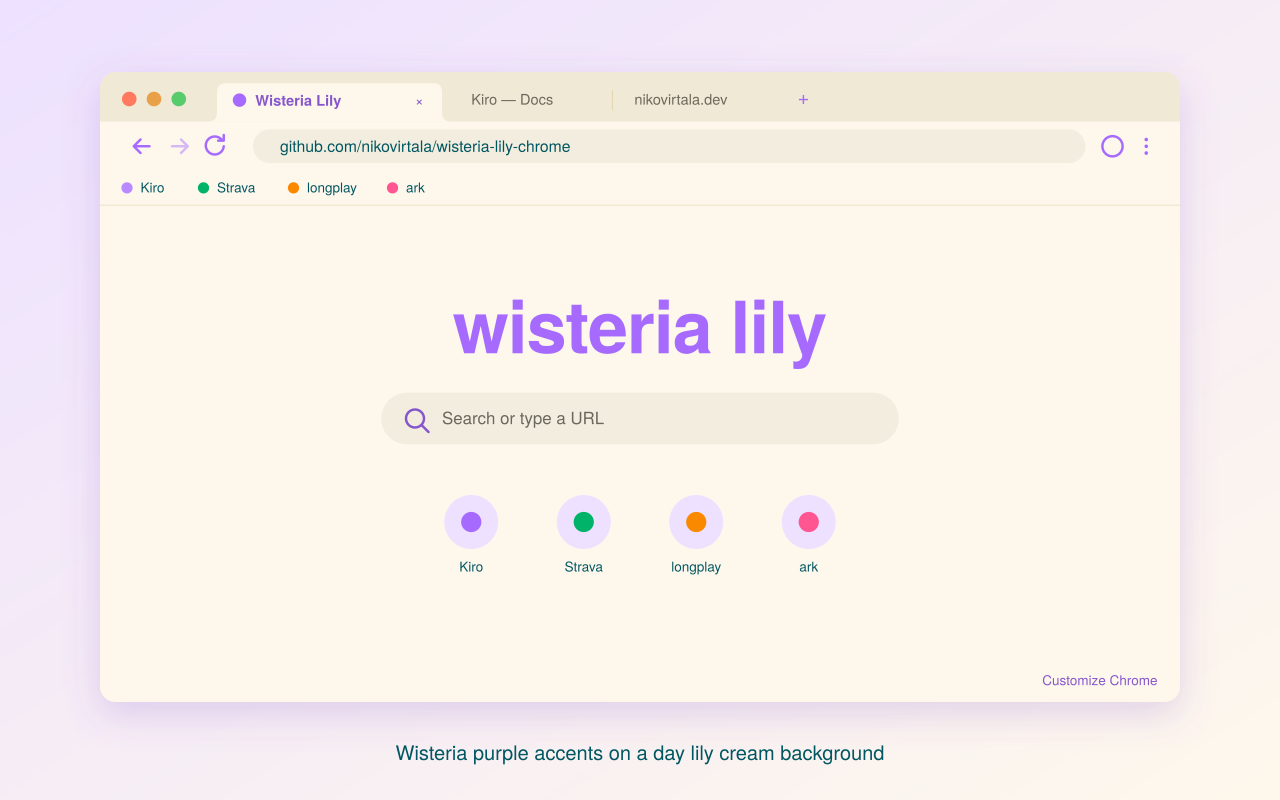 Wisteria Lily × Kiro — Docs nikovirtala.dev +
github.com/nikovirtala/wisteria-lily-chrome
Kiro Strava longplay ark
wisteria lily
Search or type a URL
Kiro Strava longplay ark
Customize Chrome
Wisteria purple accents on a day lily cream background